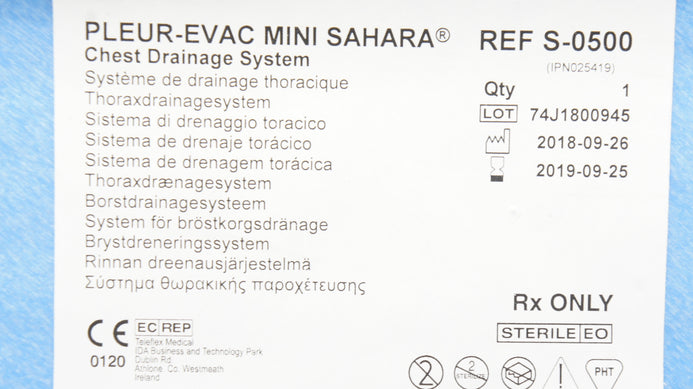 PLEUR-EVAC MINI SAHARA® REF S-0500
Chest Drainage System (IPN025419)
Système de drainage thoracique Qty 1
Thoraxdrainagesystem LOT 74J1800945
Sistema di drenaggio toracico 2018-09-26
Sistema de drenaje torácico 2019-09-25
Sistema de drenagem torácica
Thoraxdrænagesystem
Borstdrainagesysteem
System för bröstkorgsdränage
Brystdreneringssystem
Rinnan dreenausjärjestelmä
Σύστημα θωρακικής παροχέτευσης
Rx ONLY
CE EC REP STERILE EO
0120 Teleflex Medical
IDA Business and Technology Park
Dublin Rd.
Athlone, Co. Westmeath
Ireland
2 2 STERILIZE PHT